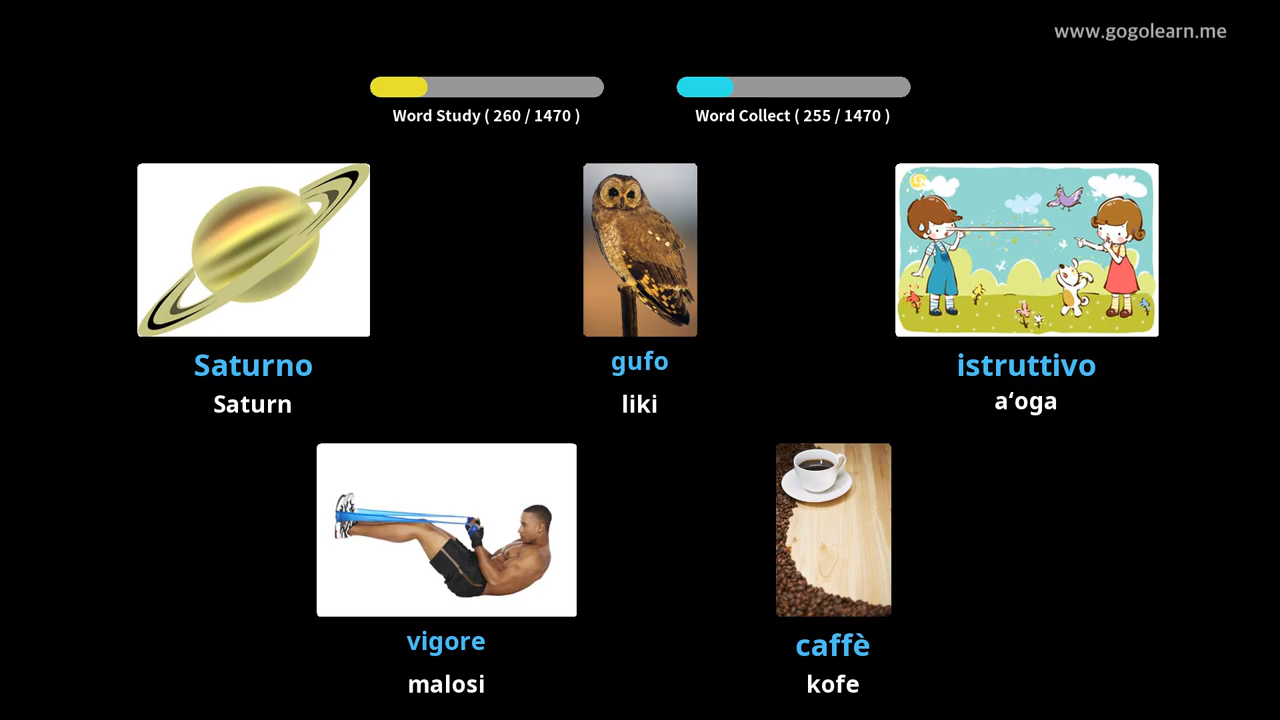 www.gogolearn.me
Word Study ( 260 / 1470 )
Word Collect ( 255 / 1470 )
Saturno
Saturn
gufo
liki
istruttivo
aʻoga
vigore
malosi
caffè
kofe